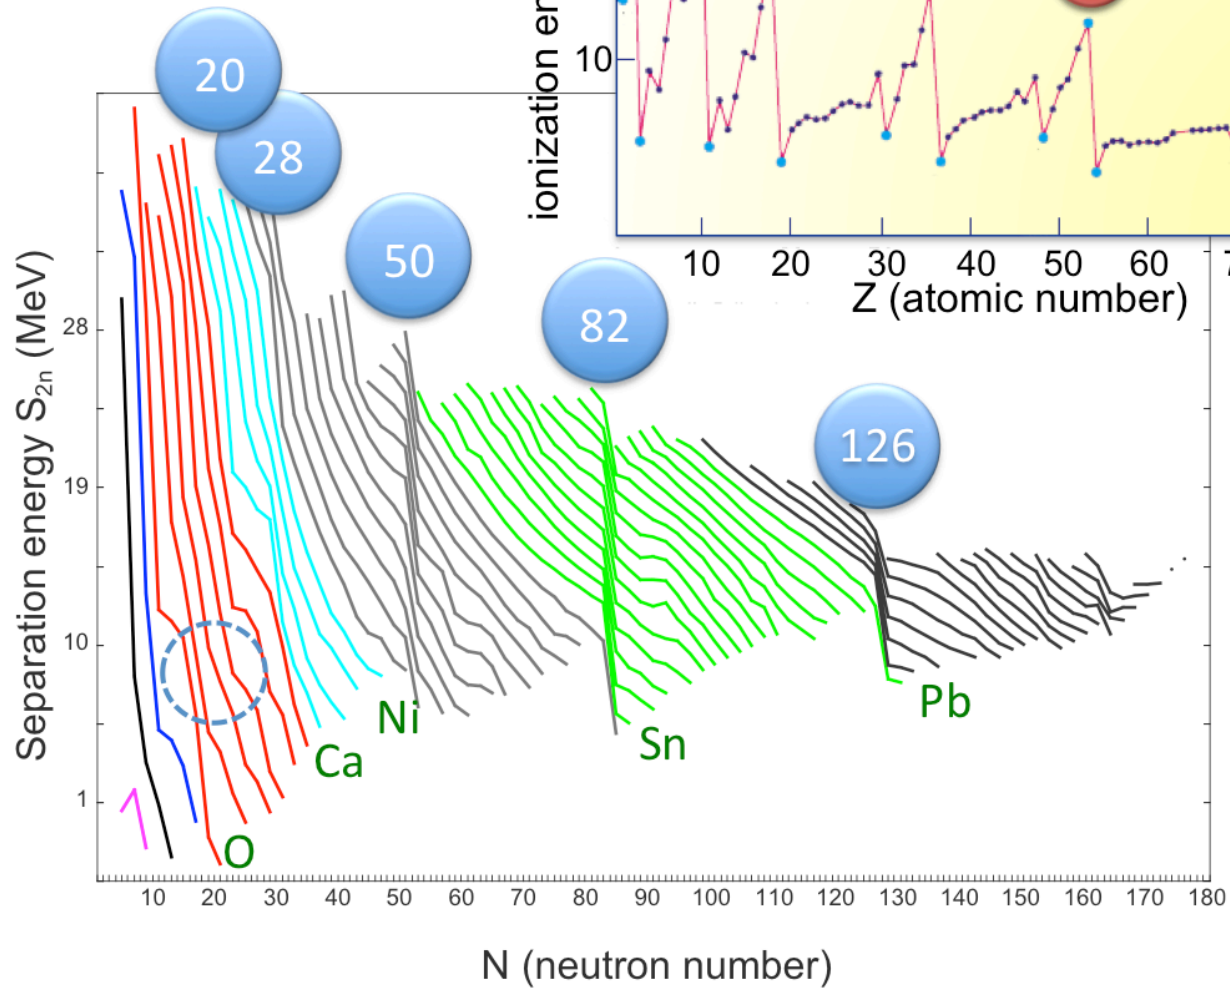 20
28
50
82
126
ionization en
10
10 20 30 40 50 60
Z (atomic number)
Separation energy S₂ₙ (MeV)
28
19
10
1
O
Ca
Ni
Sn
Pb
10 20 30 40 50 60 70 80 90 100 110 120 130 140 150 160 170 180
N (neutron number)